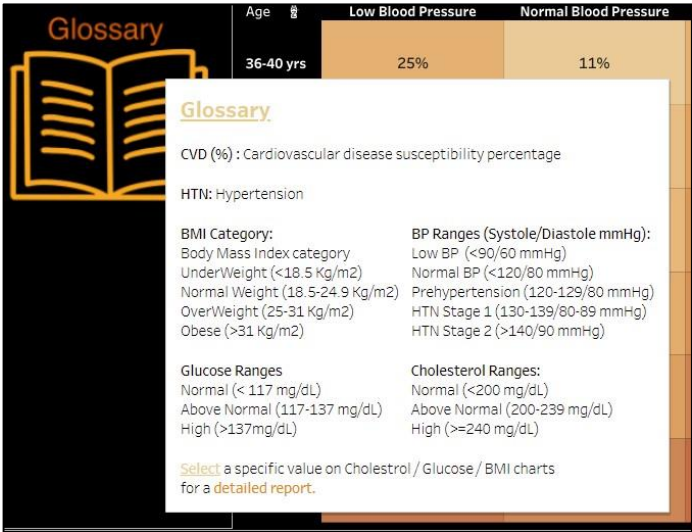 Glossary
Age Low Blood Pressure Normal Blood Pressure
36-40 yrs 25% 11%
Glossary
CVD (%) : Cardiovascular disease susceptibility percentage
HTN: Hypertension
BMI Category:
Body Mass Index category
UnderWeight (<18.5 Kg/m2)
Normal Weight (18.5-24.9 Kg/m2)
OverWeight (25-31 Kg/m2)
Obese (>31 Kg/m2)
BP Ranges (Systole/Diastole mmHg):
Low BP (<90/60 mmHg)
Normal BP (<120/80 mmHg)
Prehypertension (120-129/80 mmHg)
HTN Stage 1 (130-139/80-89 mmHg)
HTN Stage 2 (>140/90 mmHg)
Glucose Ranges
Normal (< 117 mg/dL)
Above Normal (117-137 mg/dL)
High (>137mg/dL)
Cholesterol Ranges:
Normal (<200 mg/dL)
Above Normal (200-239 mg/dL)
High (>=240 mg/dL)
Select a specific value on Cholestrol / Glucose / BMI charts
for a detailed report.